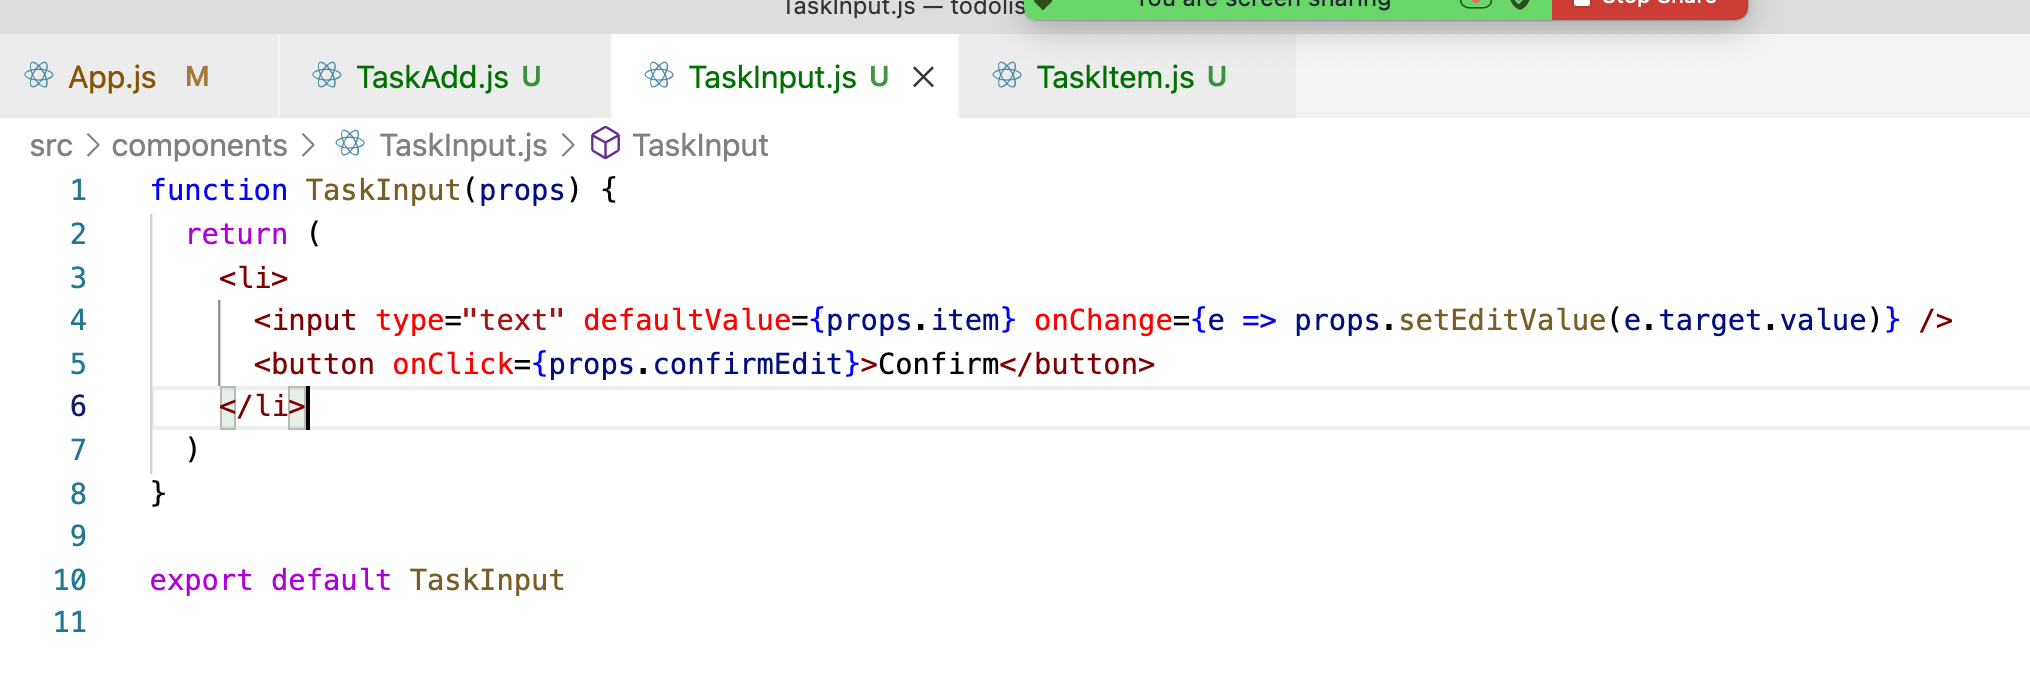 TaskInput.js — todolis
You are screen sharing
Stop Share
App.js M
TaskAdd.js U
TaskInput.js U
TaskItem.js U
src > components > TaskInput.js > TaskInput
1 function TaskInput(props) {
2 return (
3 <li>
4 <input type="text" defaultValue={props.item} onChange={e => props.setEditValue(e.target.value)} />
5 <button onClick={props.confirmEdit}>Confirm</button>
6 </li>
7 )
8 }
9
10 export default TaskInput
11